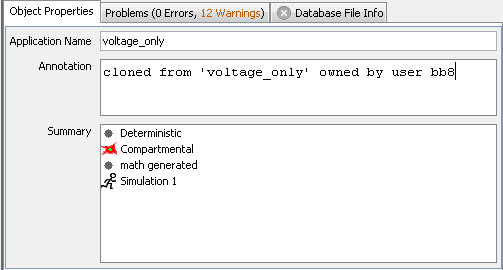 Object Properties
Problems (0 Errors, 12 Warnings)
Database File Info
Application Name
voltage_only
Annotation
cloned from 'voltage_only' owned by user bb8
Summary
Deterministic
Compartmental
math generated
Simulation 1